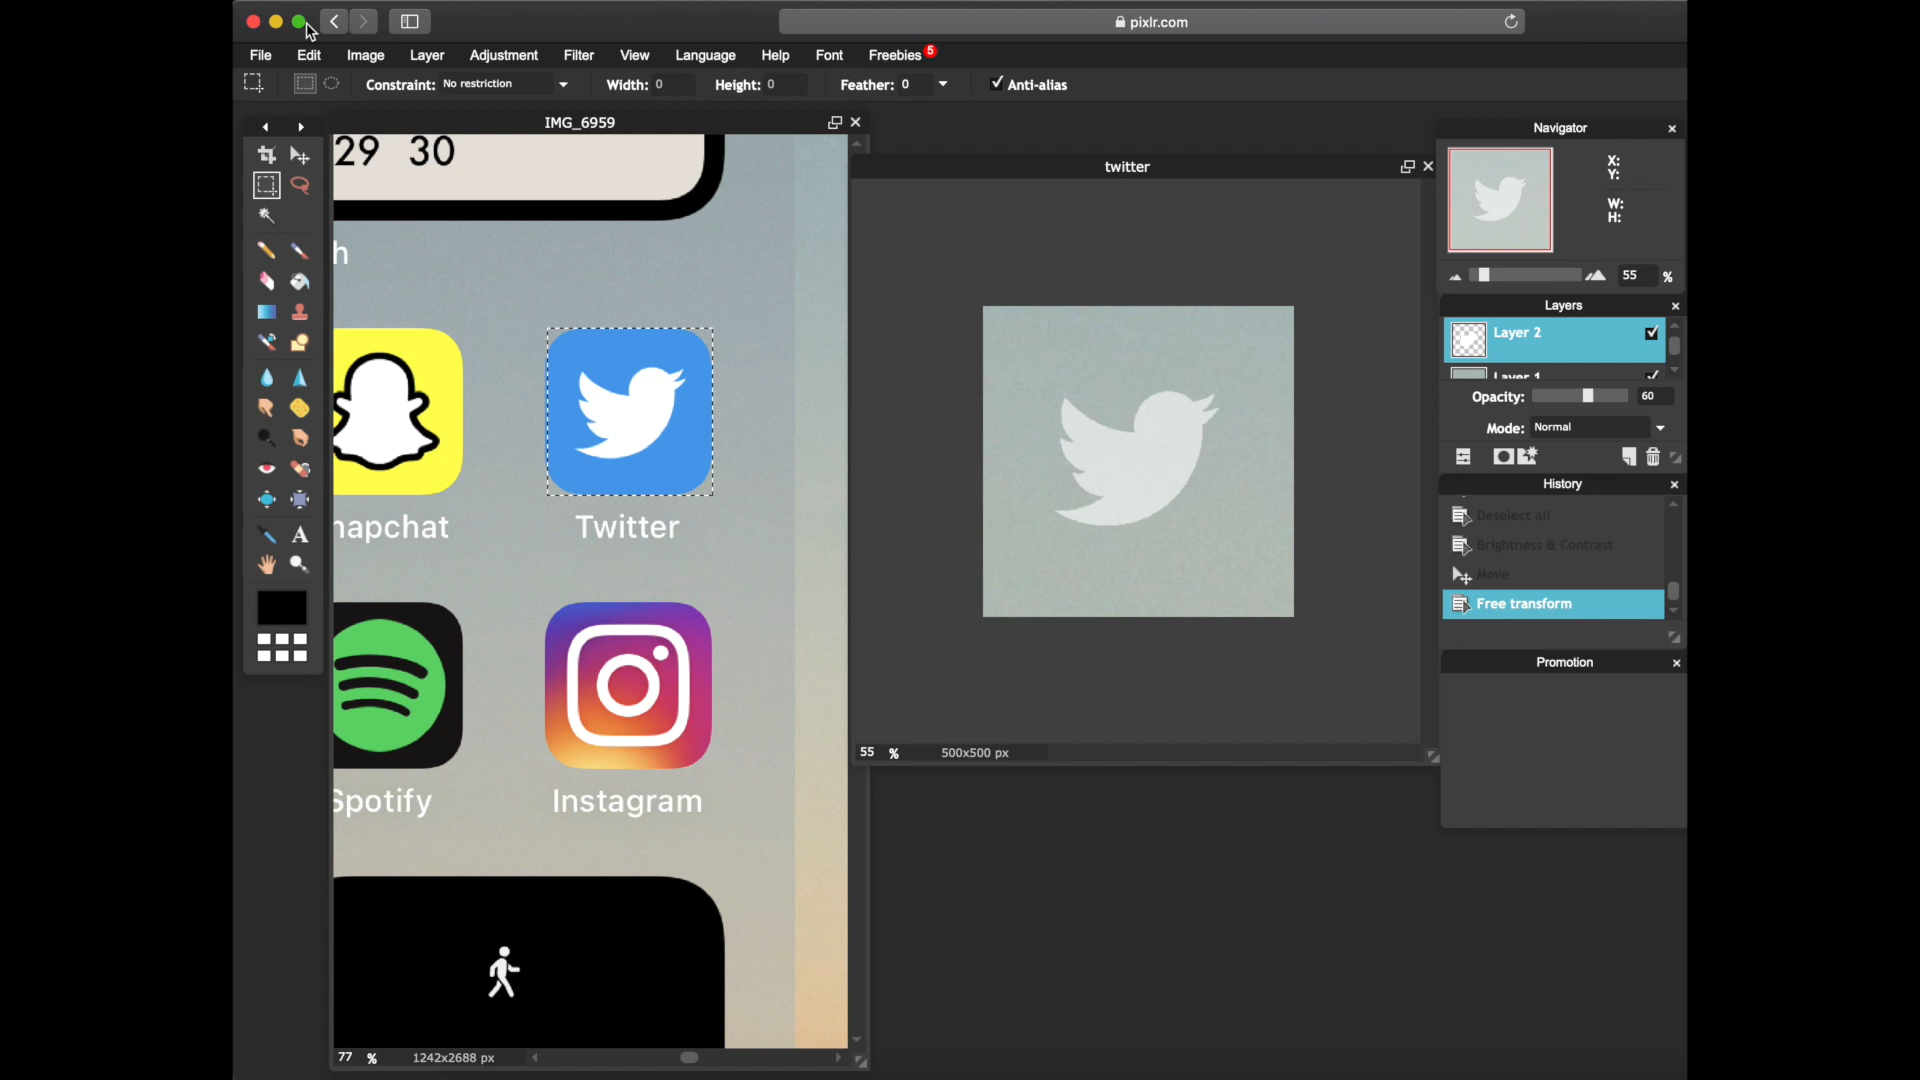 pixlr.com
File Edit Image Layer Adjustment Filter View Language Help Font Freebies 5
Constraint: No restriction Width: 0 Height: 0 Feather: 0 Anti-alias
IMG_6959
29 30
h
napchat
Twitter
Spotify
Instagram
77 % 1242x2688 px
twitter
55 % 500x500 px
A
Navigator
X:
Y:
W:
H:
55 %
Layers
Layer 2
Layer 1
Opacity: 60
Mode: Normal
History
Deselect all
Brightness & Contrast
Move
Free transform
Promotion